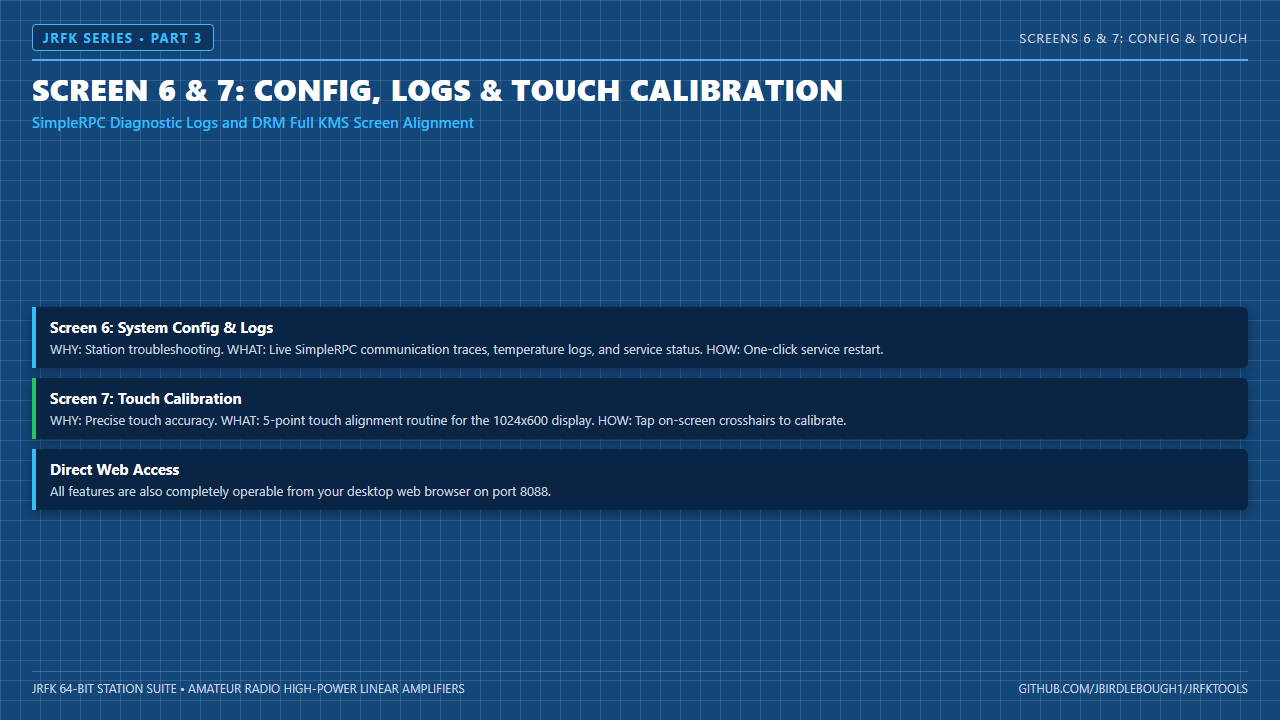 JRFK SERIES • PART 3
SCREENS 6 & 7: CONFIG & TOUCH
SCREEN 6 & 7: CONFIG, LOGS & TOUCH CALIBRATION
SimpleRPC Diagnostic Logs and DRM Full KMS Screen Alignment
Screen 6: System Config & Logs
WHY: Station troubleshooting. WHAT: Live SimpleRPC communication traces, temperature logs, and service status. HOW: One-click service restart.
Screen 7: Touch Calibration
WHY: Precise touch accuracy. WHAT: 5-point touch alignment routine for the 1024x600 display. HOW: Tap on-screen crosshairs to calibrate.
Direct Web Access
All features are also completely operable from your desktop web browser on port 8088.
JRFK 64-BIT STATION SUITE • AMATEUR RADIO HIGH-POWER LINEAR AMPLIFIERS
GITHUB.COM/JBIRDLEBOUGH1/JRFKTOOLS